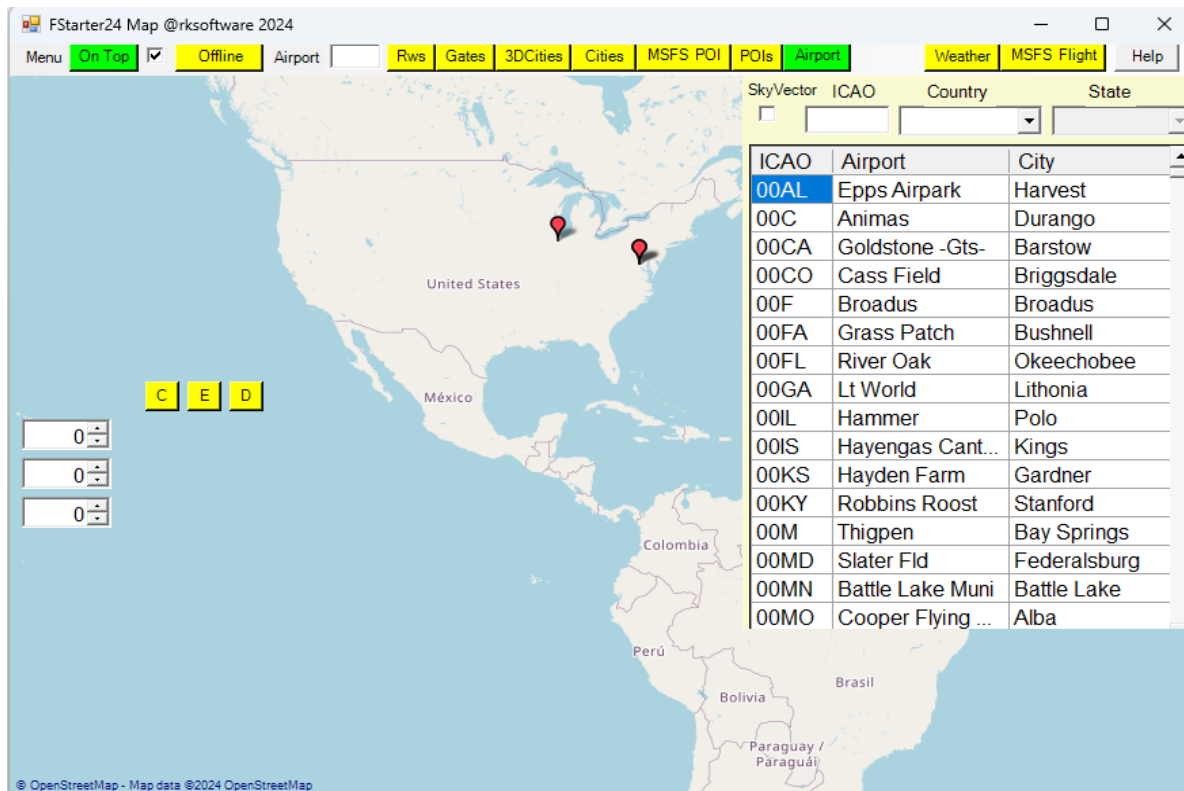 FStarter24 Map @rksoftware 2024
Menu On Top Offline Airport Rws Gates 3DCities Cities MSFS POI POIs Airport Weather MSFS Flight Help
SkyVector ICAO Country State
ICAO Airport City
00AL Epps Airpark Harvest
00C Animas Durango
00CA Goldstone -Gts- Barstow
00CO Cass Field Briggsdale
00F Broadus Broadus
00FA Grass Patch Bushnell
00FL River Oak Okeechobee
00GA Lt World Lithonia
00IL Hammer Polo
00IS Hayengas Cant... Kings
00KS Hayden Farm Gardner
00KY Robbins Roost Stanford
00M Thigpen Bay Springs
00MD Slater Fld Federalsburg
00MN Battle Lake Muni Battle Lake
00MO Cooper Flying ... Alba
United States
México
C E D
0
0
0
Colombia
Perú
Brasil
Bolivia
Paraguay /
Paraguái
© OpenStreetMap - Map data ©2024 OpenStreetMap